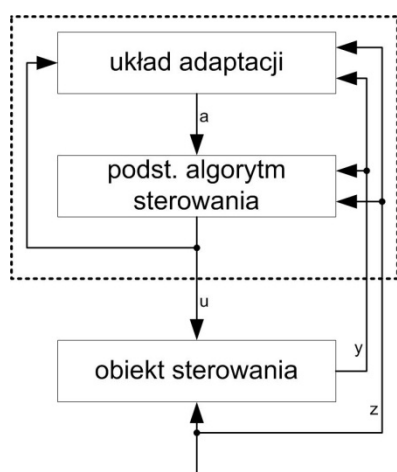 układ adaptacji
a
podst. algorytm
sterowania
u
obiekt sterowania
y
z